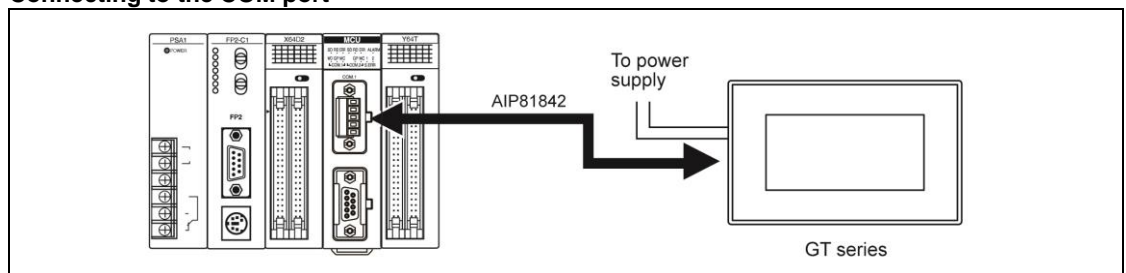 Connecting to the COM port
PSA1
FP2-C1
X64D2
MCU
Y64T
POWER
COM.1
FP2
AIP81842
To power
supply
GT series